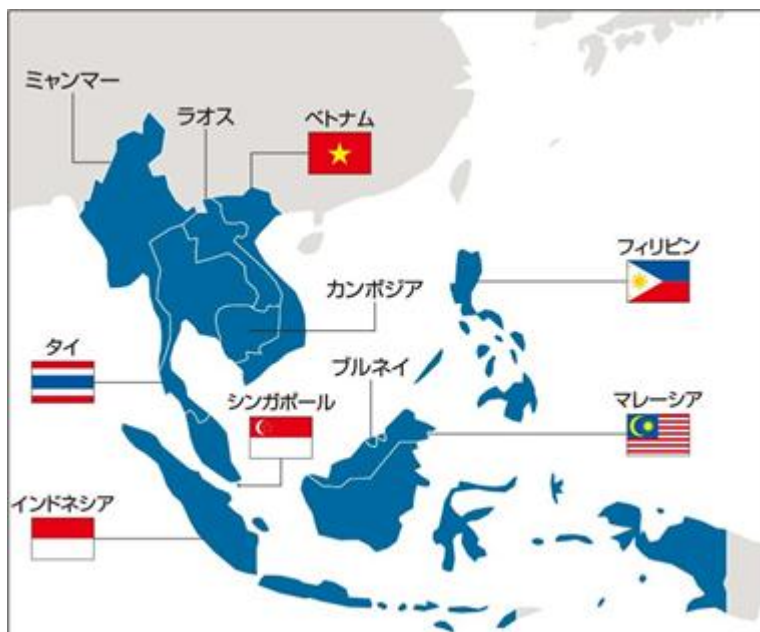 ミャンマー
ラオス
ベトナム
フィリピン
カンボジア
タイ
ブルネイ
シンガポール
マレーシア
インドネシア